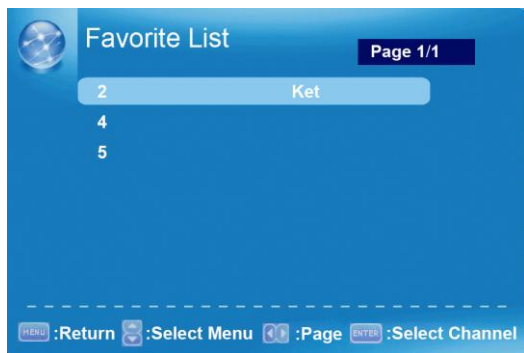 Favorite List
Page 1/1
2 Ket
4
5
MENU :Return :Select Menu :Page ENTER :Select Channel